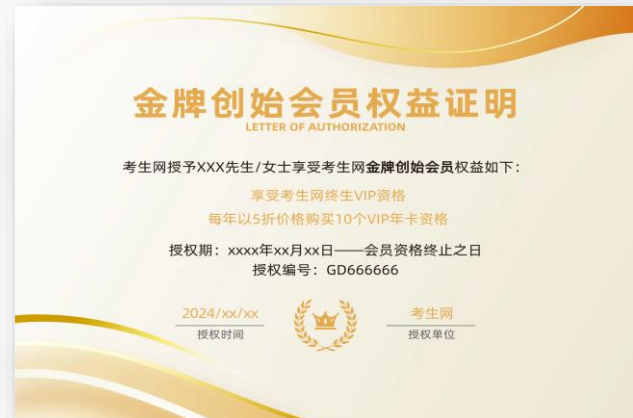 金牌创始会员权益证明
LETTER OF AUTHORIZATION
考生网授予XXX先生/女士享受考生网金牌创始会员权益如下：
享受考生网终生VIP资格
每年以5折价格购买10个VIP年卡资格
授权期：xxxx年xx月xx日——会员资格终止之日
授权编号：GD666666
2024/xx/xx
授权时间
考生网
授权单位